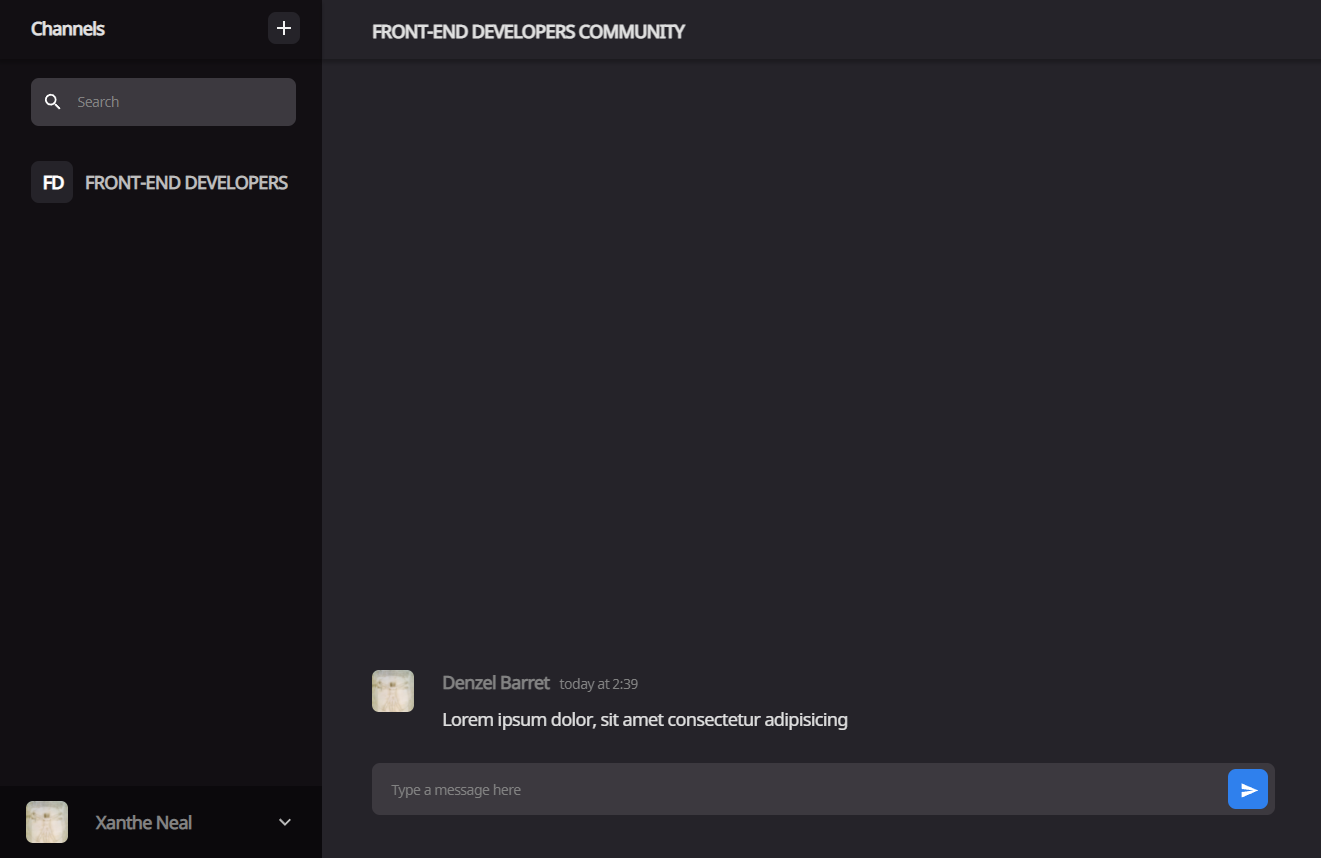 Channels
Search
FD FRONT-END DEVELOPERS
Xanthe Neal
FRONT-END DEVELOPERS COMMUNITY
Denzel Barret today at 2:39
Lorem ipsum dolor, sit amet consectetur adipisicing
Type a message here